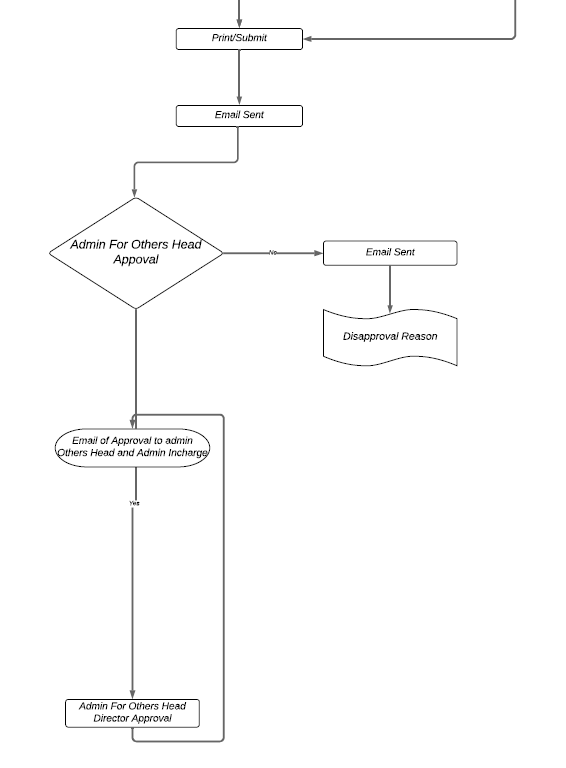 Print/Submit
Email Sent
Admin For Others Head
Appoval
No
Email Sent
Disapproval Reason
Email of Approval to admin
Others Head and Admin Incharge
Yes
Admin For Others Head
Director Approval